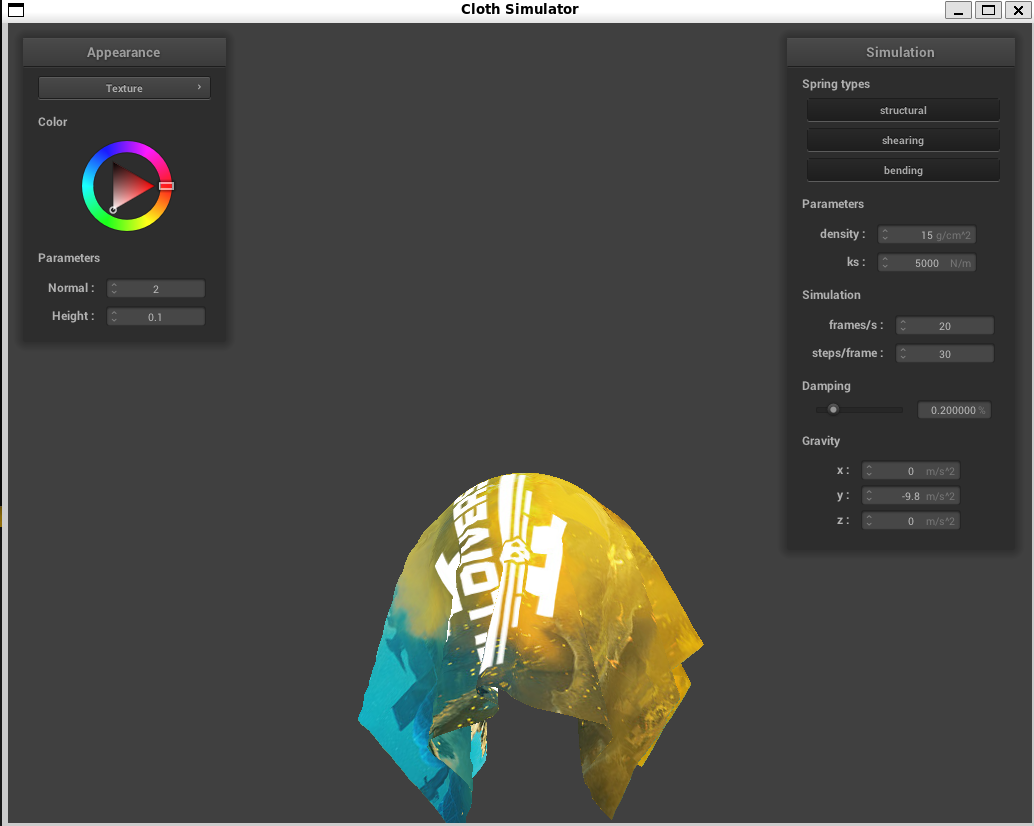 Cloth Simulator
Appearance
Texture
Color
Parameters
Normal :
2
Height :
0.1
Simulation
Spring types
structural
shearing
bending
Parameters
density :
15 g/cm^2
ks :
5000 N/m
Simulation
frames/s :
20
steps/frame :
30
Damping
0.200000 %
Gravity
x :
0 m/s^2
y :
-9.8 m/s^2
z :
0 m/s^2